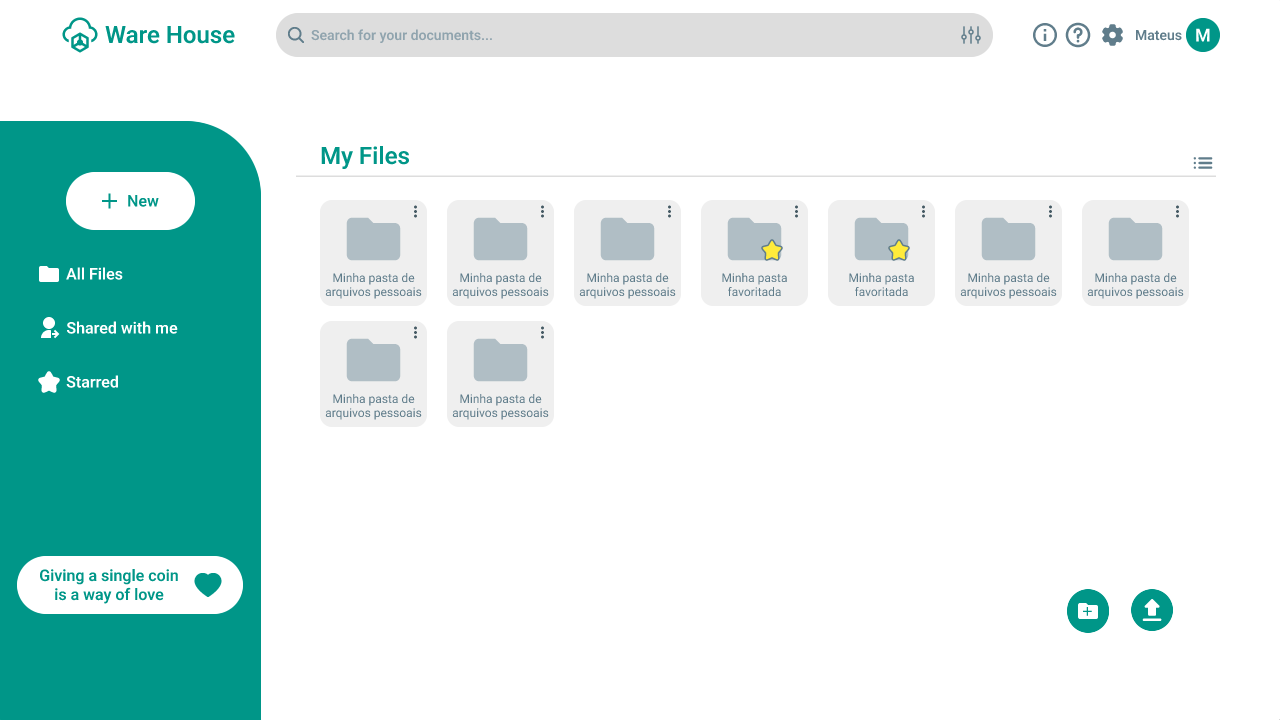 Ware House
Search for your documents...
Mateus
M
My Files
New
All Files
Shared with me
Starred
Giving a single coin
is a way of love
Minha pasta de
arquivos pessoais
Minha pasta de
arquivos pessoais
Minha pasta de
arquivos pessoais
Minha pasta
favoritada
Minha pasta
favoritada
Minha pasta de
arquivos pessoais
Minha pasta de
arquivos pessoais
Minha pasta de
arquivos pessoais
Minha pasta de
arquivos pessoais